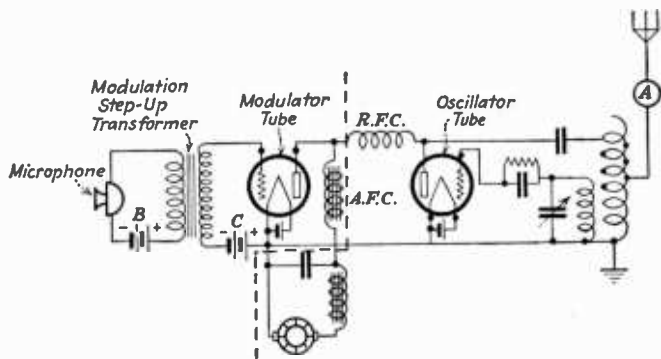 Modulation
Step-Up
Transformer
Modulator
Tube
R.F.C.
Oscillator
Tube
A
Microphone
A.F.C.
- B +
- C +